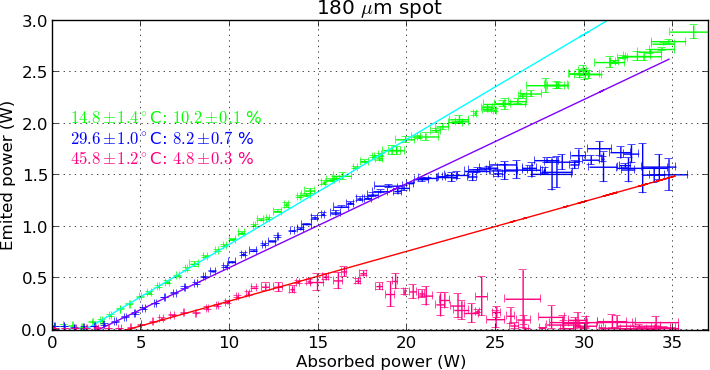 180 μm spot
Emited power (W)
3.0
2.5
2.0
1.5
1.0
0.5
0.0
14.8±1.4°C: 10.2±0.1 %
29.6±1.0°C: 8.2±0.7 %
45.8±1.2°C: 4.8±0.3 %
0 5 10 15 20 25 30 35
Absorbed power (W)